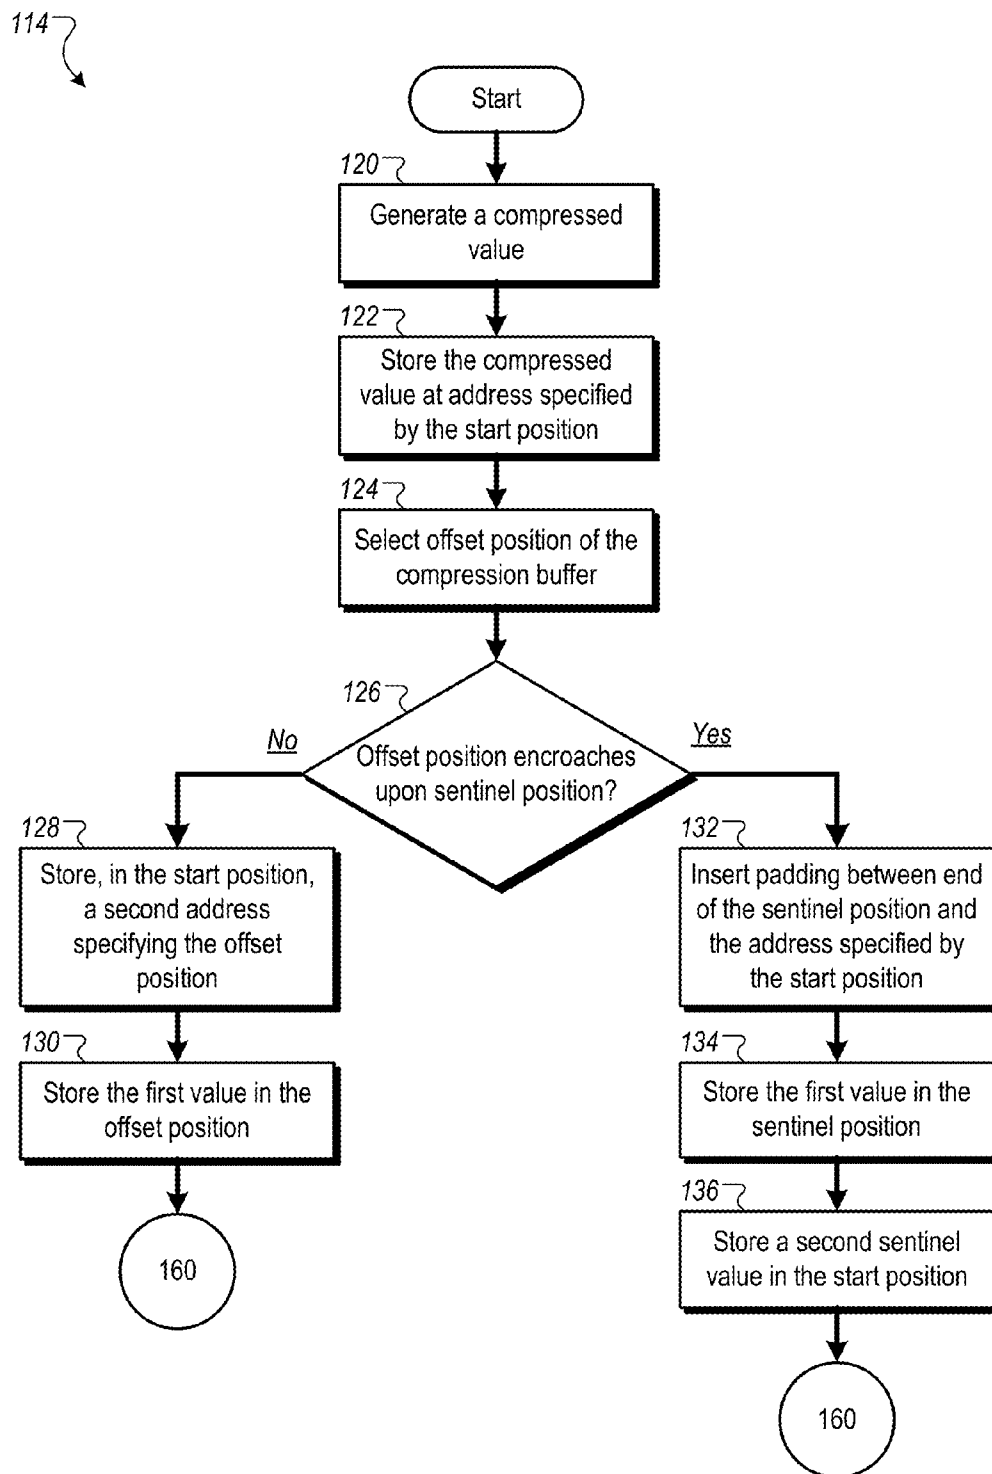 114
Start
120
Generate a compressed
value
122
Store the compressed
value at address specified
by the start position
124
Select offset position of the
compression buffer
126
Offset position encroaches
upon sentinel position?
No
Yes
128
Store, in the start position,
a second address
specifying the offset
position
130
Store the first value in the
offset position
160
132
Insert padding between end
of the sentinel position and
the address specified by
the start position
134
Store the first value in the
sentinel position
136
Store a second sentinel
value in the start position
160